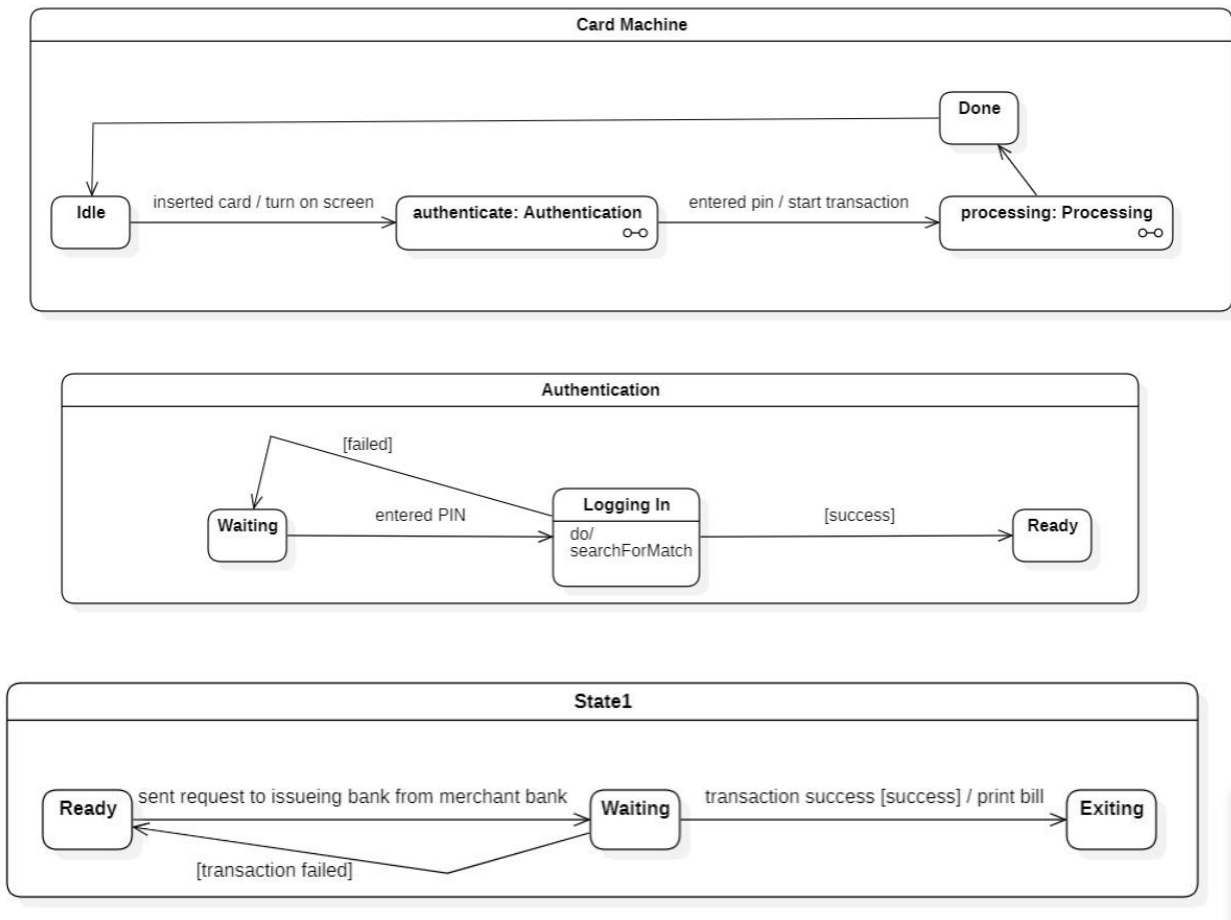 Card Machine
Done
Idle
inserted card / turn on screen
authenticate: Authentication
entered pin / start transaction
processing: Processing
Authentication
[failed]
Waiting
entered PIN
Logging In
do/
searchForMatch
[success]
Ready
State1
Ready
sent request to issueing bank from merchant bank
Waiting
transaction success [success] / print bill
Exiting
[transaction failed]